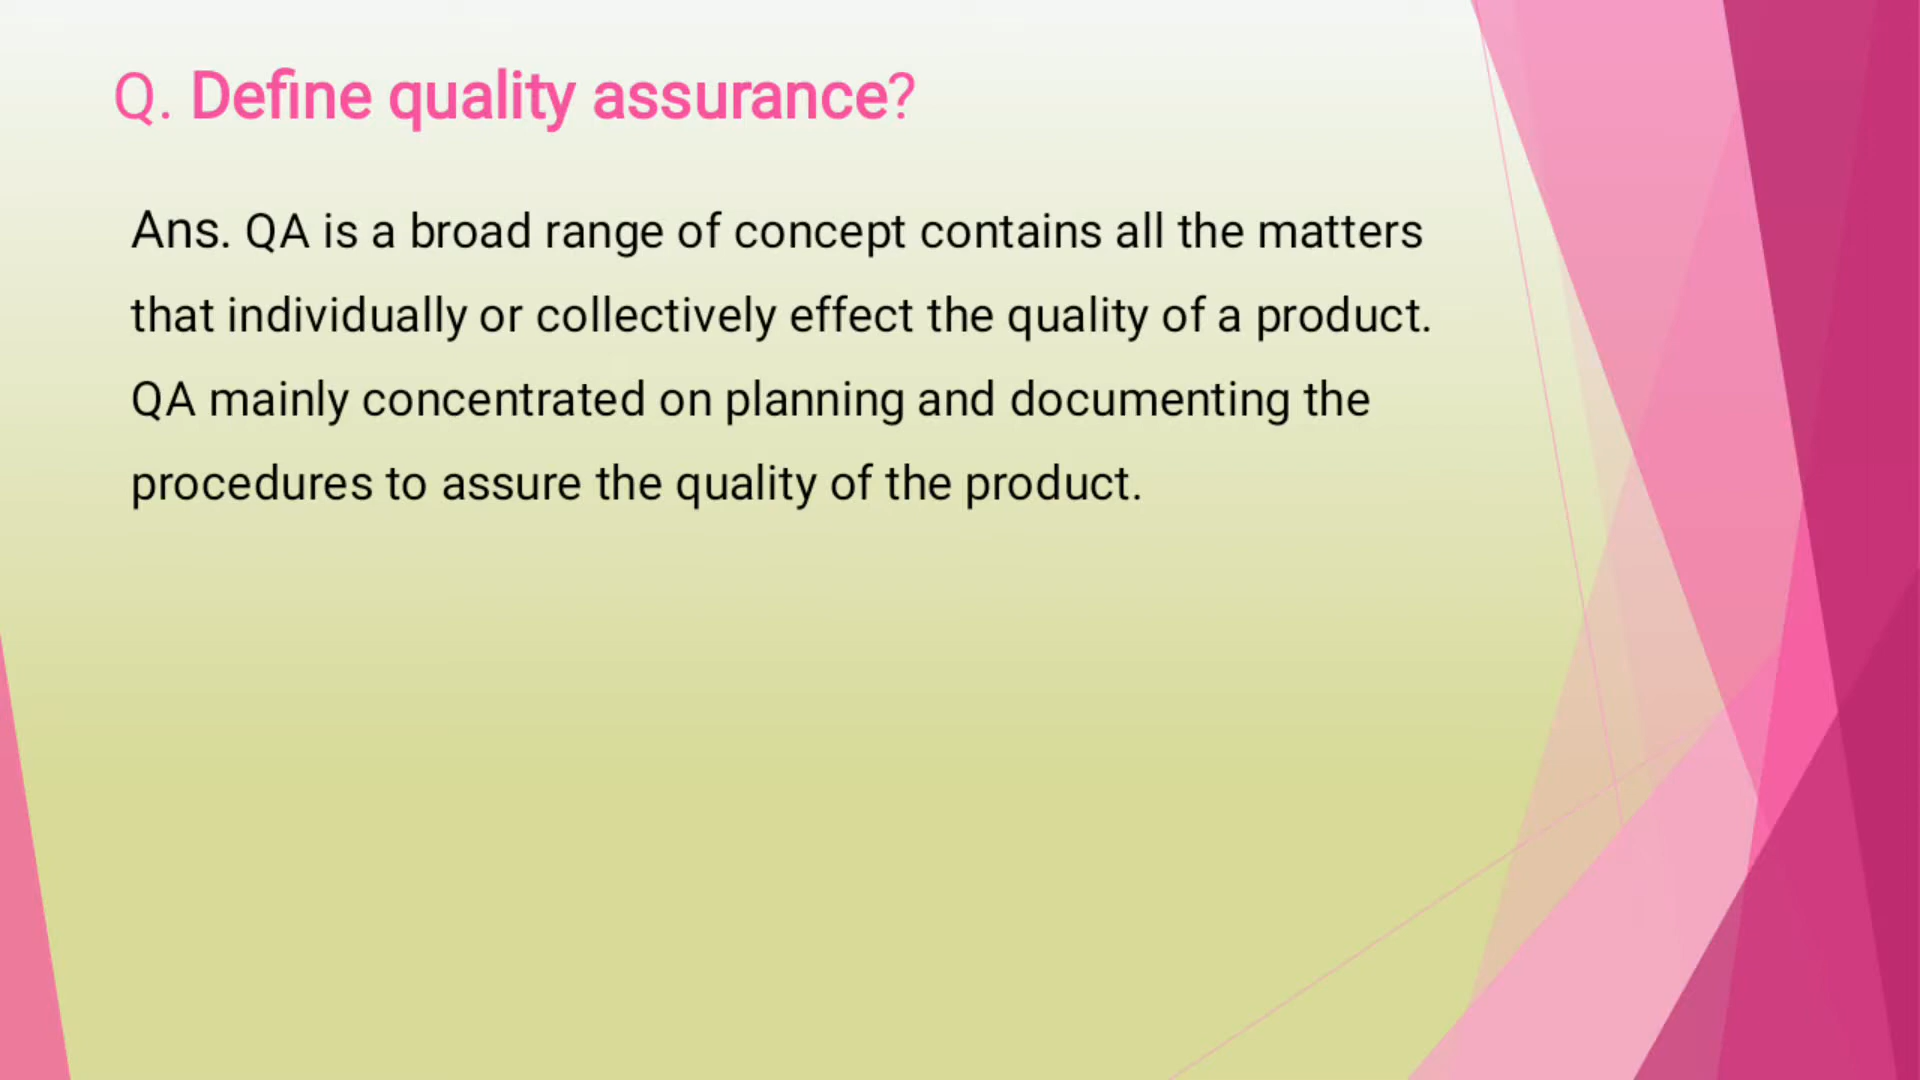 Q. Define quality assurance?
Ans. QA is a broad range of concept contains all the matters
that individually or collectively effect the quality of a product.
QA mainly concentrated on planning and documenting the
procedures to assure the quality of the product.